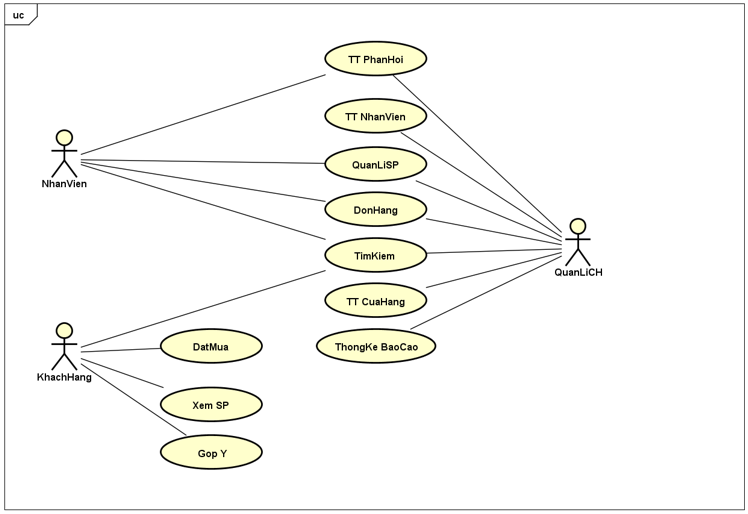 uc
TT PhanHoi
TT NhanVien
QuanLiSP
NhanVien
DonHang
TimKiem
QuanLiCH
TT CuaHang
ThongKe BaoCao
DatMua
KhachHang
Xem SP
Gop Y